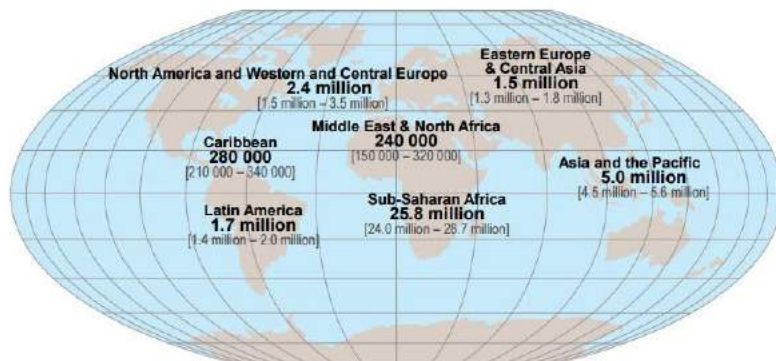 North America and Western and Central Europe
2.4 million
[1.5 million – 3.5 million]
Eastern Europe
& Central Asia
1.5 million
[1.3 million – 1.8 million]
Middle East & North Africa
240 000
[150 000 – 320 000]
Caribbean
280 000
[210 000 – 340 000]
Asia and the Pacific
5.0 million
[4.5 million – 5.6 million]
Sub-Saharan Africa
25.8 million
[24.0 million – 28.7 million]
Latin America
1.7 million
[1.4 million – 2.0 million]